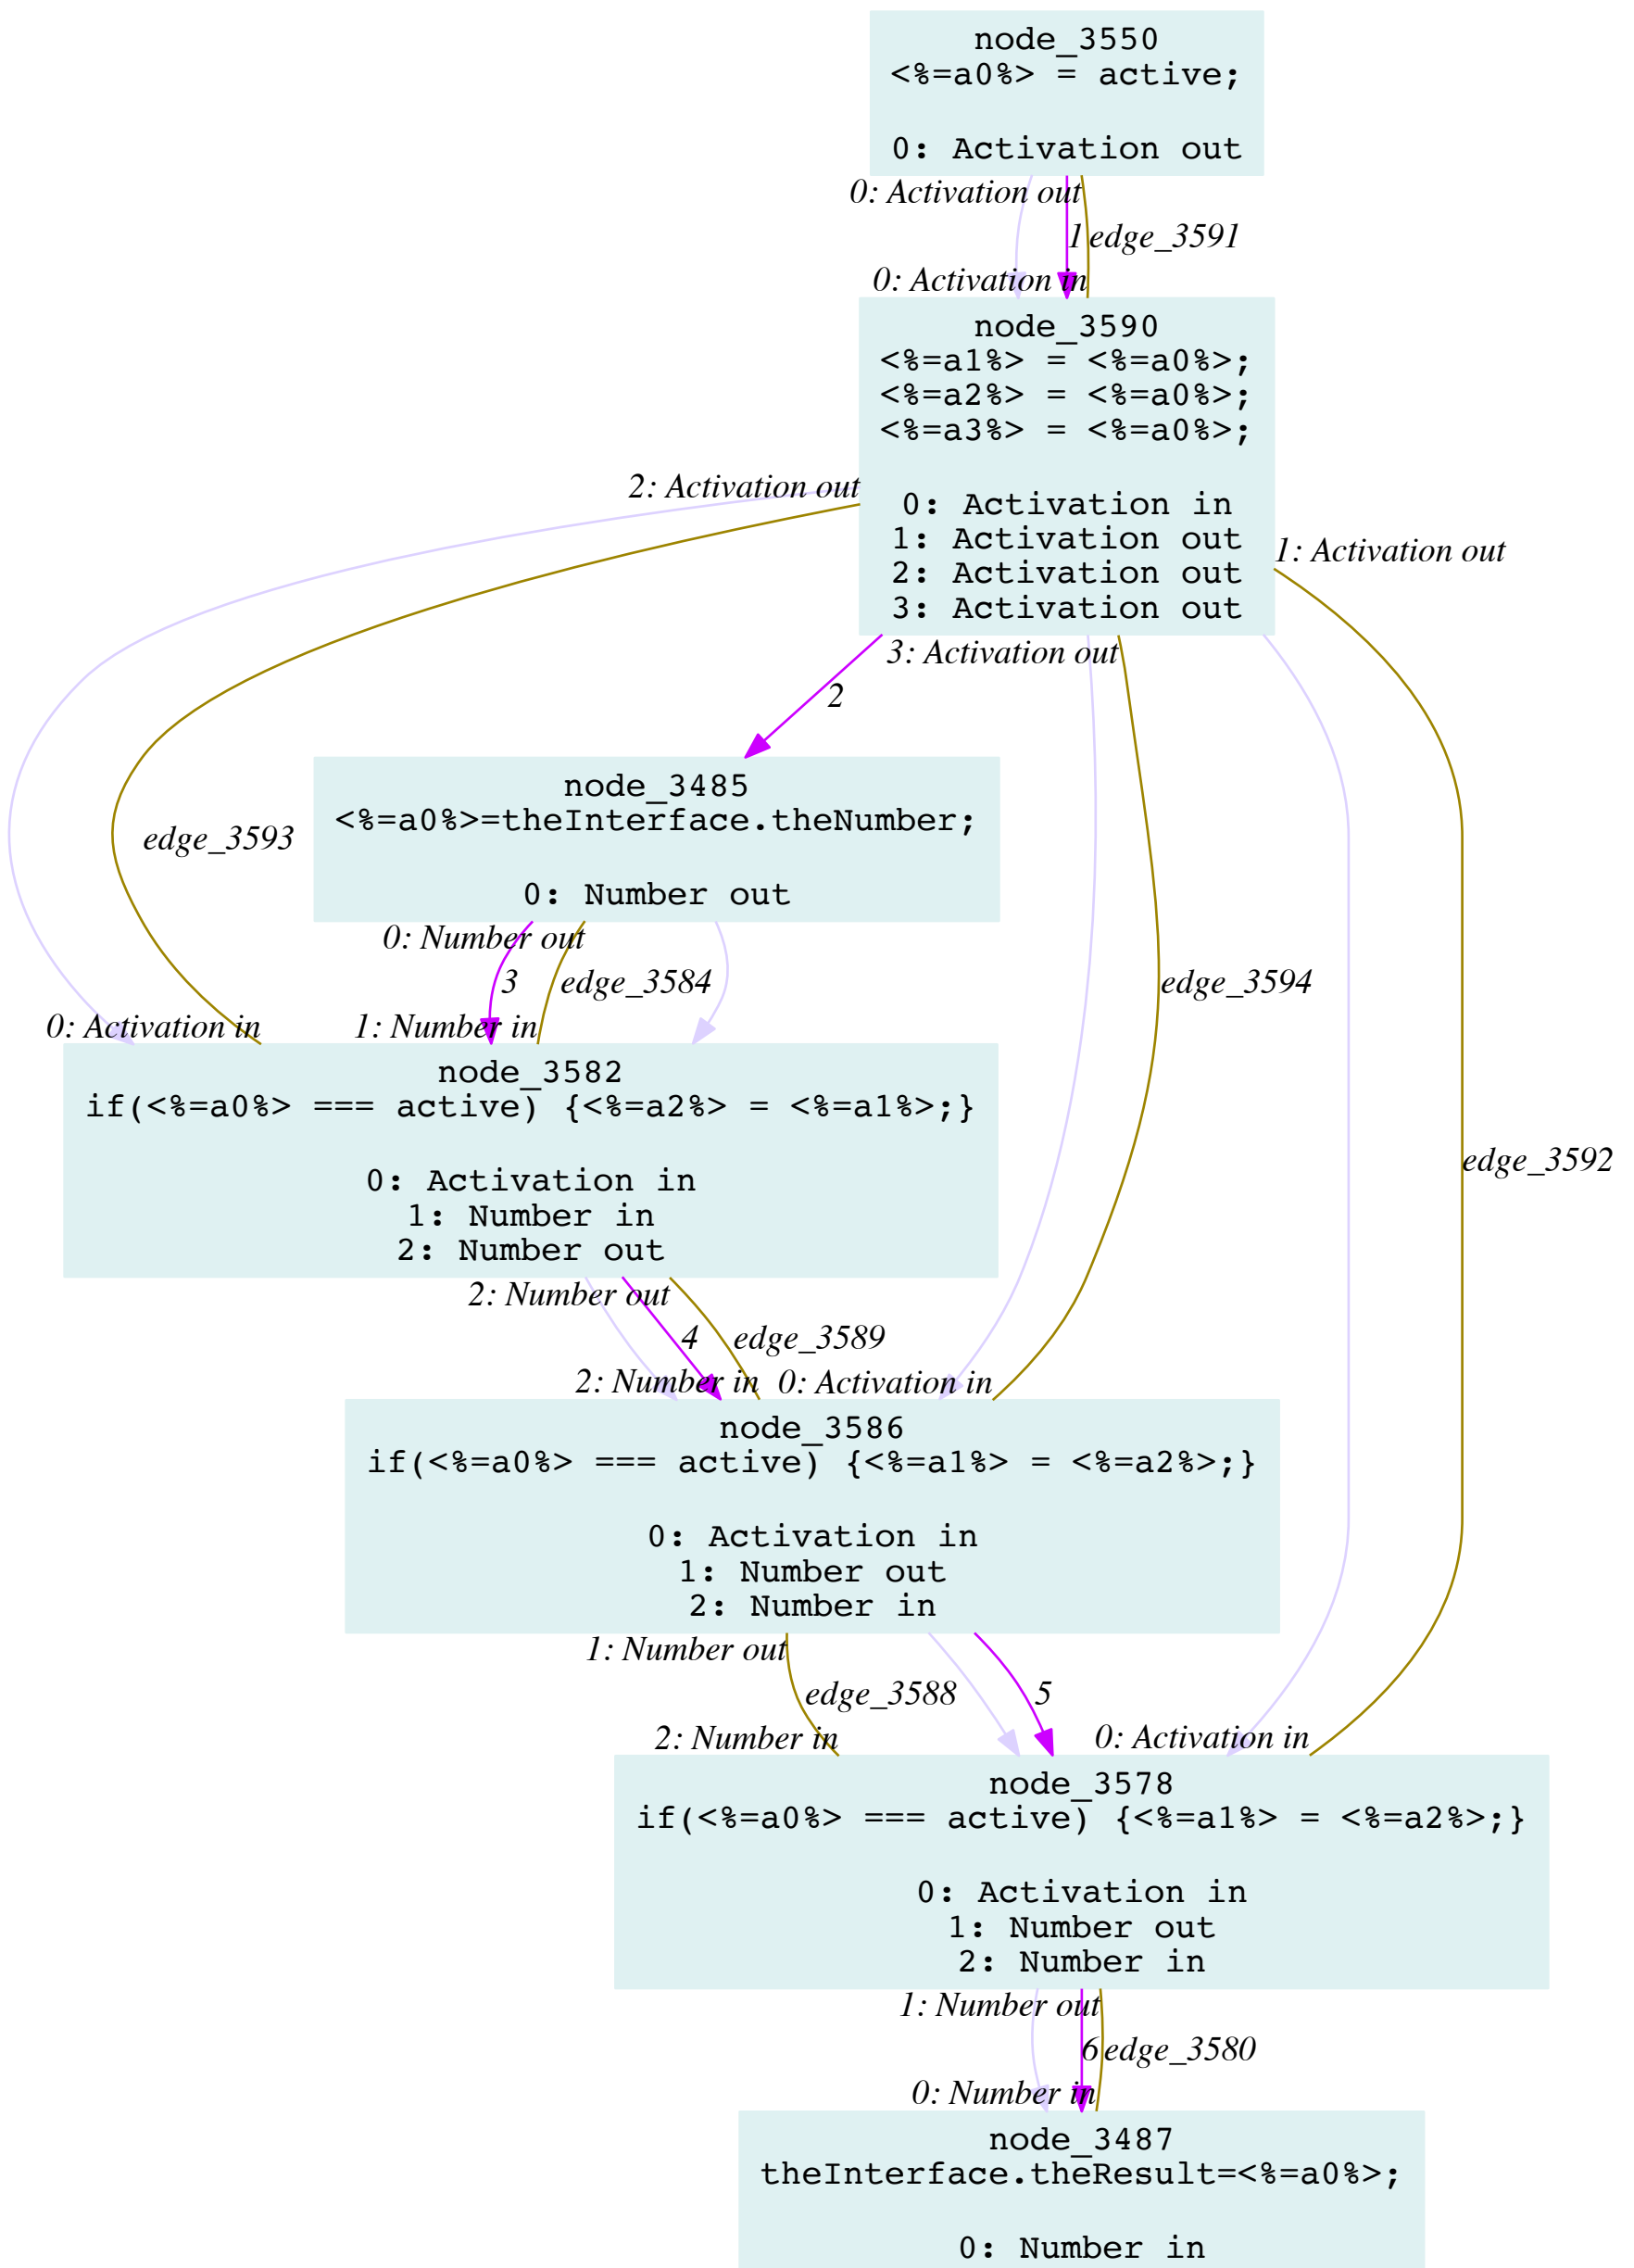 node_3550
<%=a0%> = active;
0: Activation out
0: Activation out
1 edge_3591
0: Activation in
node_3590
<%=a1%> = <%=a0%>;
<%=a2%> = <%=a0%>;
<%=a3%> = <%=a0%>;
0: Activation in
1: Activation out
2: Activation out
3: Activation out
2: Activation out
1: Activation out
3: Activation out
2
node_3485
<%=a0%>=theInterface.theNumber;
0: Number out
edge_3593
0: Number out
3 edge_3584
edge_3594
0: Activation in
1: Number in
node_3582
if(<%=a0%> === active) {<%=a2%> = <%=a1%>;}
0: Activation in
1: Number in
2: Number out
edge_3592
2: Number out
4 edge_3589
2: Number in
0: Activation in
node_3586
if(<%=a0%> === active) {<%=a1%> = <%=a2%>;}
0: Activation in
1: Number out
2: Number in
1: Number out
edge_3588
5
2: Number in
0: Activation in
node_3578
if(<%=a0%> === active) {<%=a1%> = <%=a2%>;}
0: Activation in
1: Number out
2: Number in
1: Number out
6 edge_3580
0: Number in
node_3487
theInterface.theResult=<%=a0%>;
0: Number in